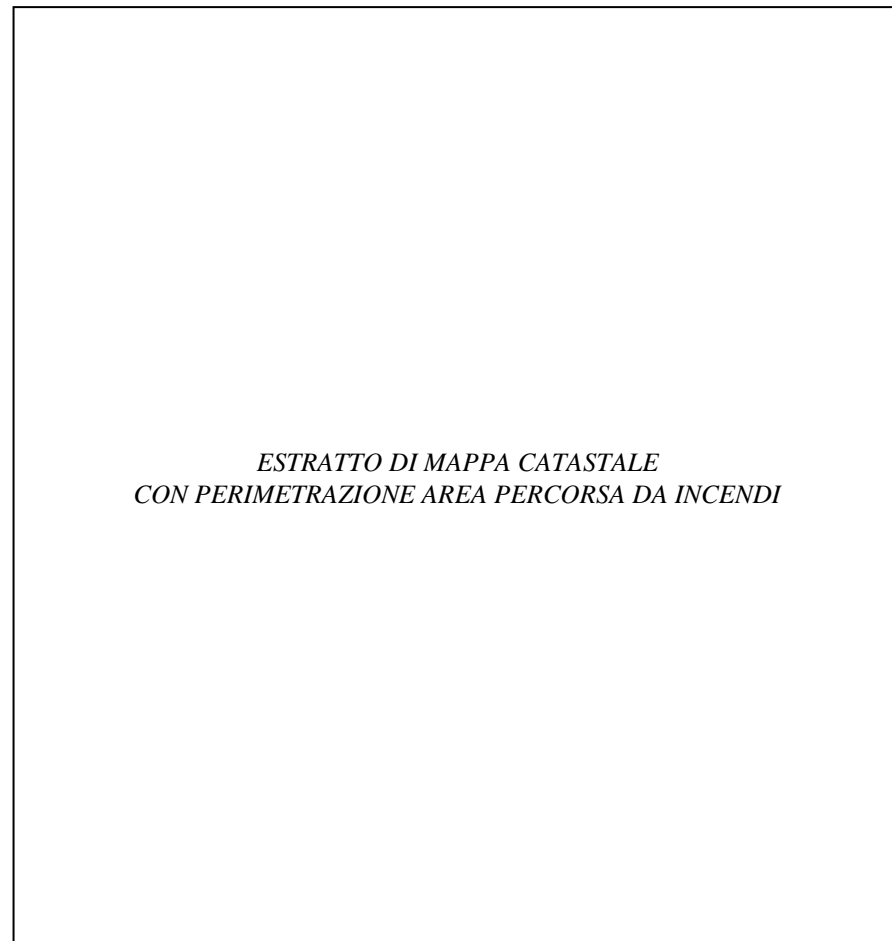 ESTRATTO DI MAPPA CATASTALE
CON PERIMETRAZIONE AREA PERCORSA DA INCENDI